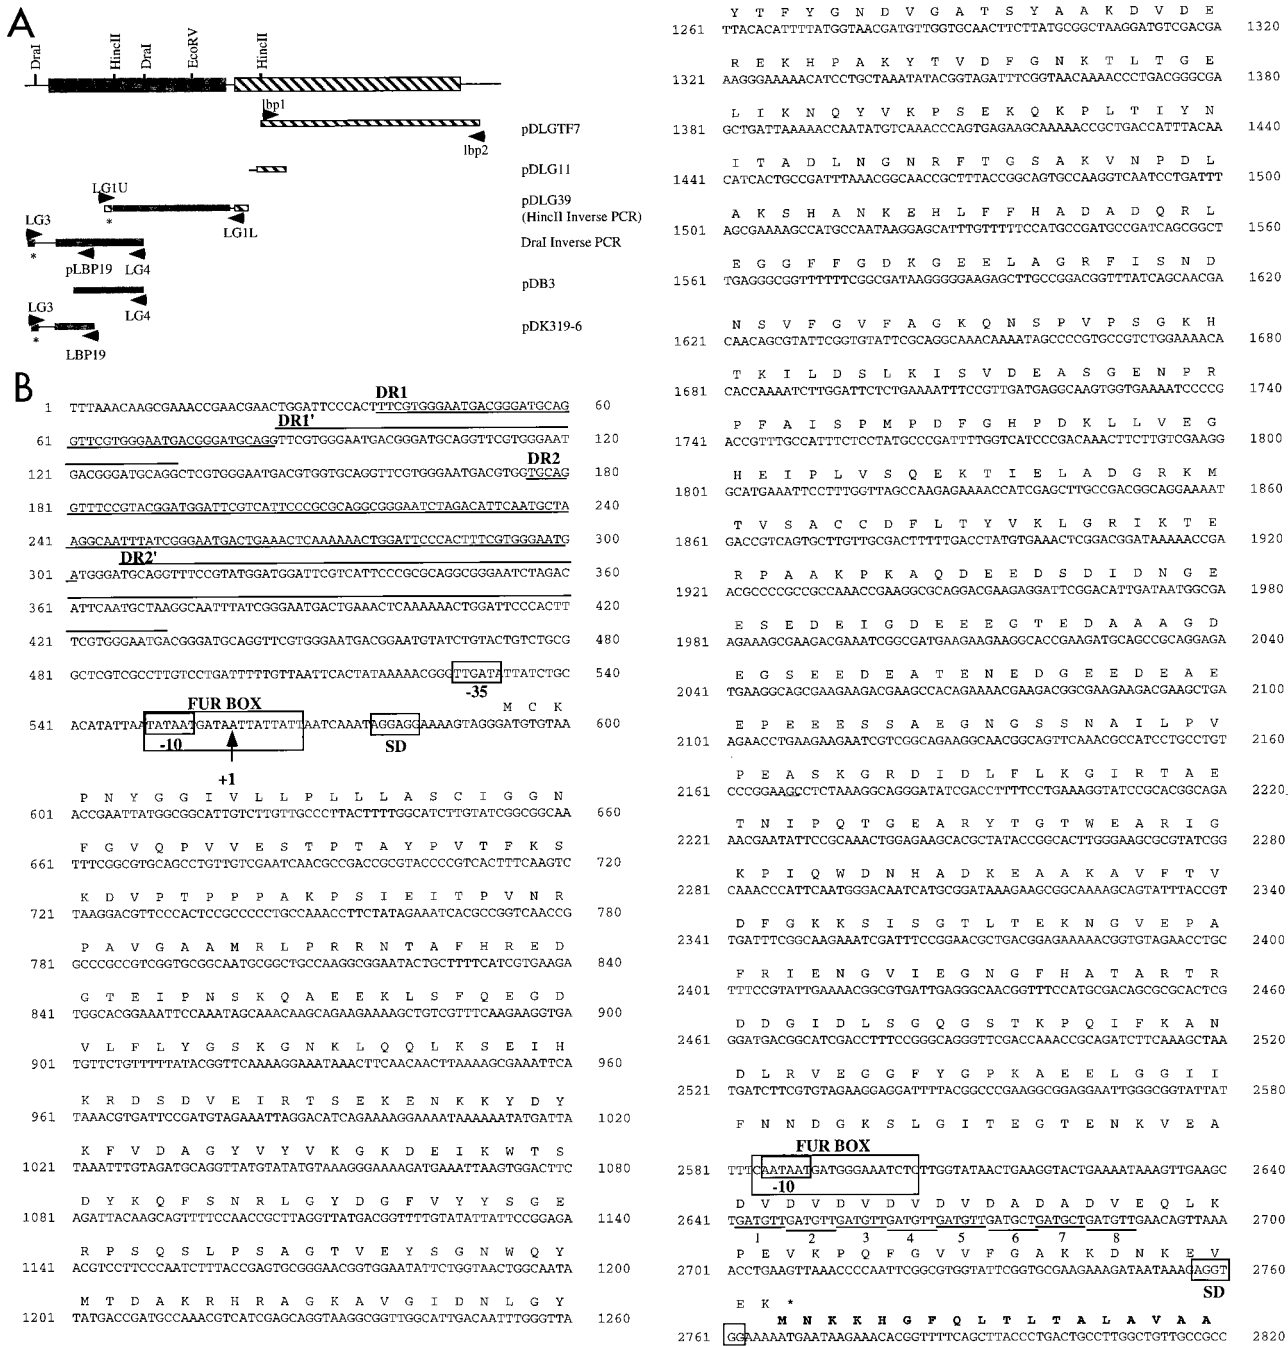 A
DraI
HincII
DraI
EcoRV
HincII
lbp1
pDLGTF7
lbp2
pDLG11
LG1U
pDLG39
(HincII Inverse PCR)
*
LG1L
LG3
DraI Inverse PCR
*
pLBP19
LG4
pDB3
LG4
LG3
pDK319-6
*
LBP19
B
DR1
1 TTTAAACAAGCGAAACCGAACGAACTGGATTCCCACTTTCGTGGGAATGACGGGATGCAG 60
DR1'
61 GTTCGTGGGAATGACGGGATGCAGGTTCGTGGGAATGACGGGATGCAGGTTCGTGGGAAT 120
DR2
121 GACGGGATGCAGGCTCGTGGGAATGACGTGGTGCAGGTTCGTGGGAATGACGTGGTGCAG 180
181 GTTTCCGTACGGATGGATTCGTCATTCCCGCGCAGGCGGGAATCTAGACATTCAATGCTA 240
241 AGGCAATTTATCGGGAATGACTGAAACTCAAAAAACTGGATTCCCACTTTCGTGGGAATG 300
DR2'
301 ATGGGATGCAGGTTTCCGTATGGATGGATTCGTCATTCCCGCGCAGGCGGGAATCTAGAC 360
361 ATTCAATGCTAAGGCAATTTATCGGGAATGACTGAAACTCAAAAAACTGGATTCCCACTT 420
421 TCGTGGGAATGACGGGATGCAGGTTCGTGGGAATGACGGAATGTATCTGTACTGTCTGCG 480
481 GCTCGTCGCCTTGTCCTGATTTTTGTTAATTCACTATAAAAACGGGTTGATATTATCTGC 540
-35
FUR BOX
M C K
541 ACATATTAATATAATGATAATTATTATTAATCAAATAGGAGGAAAAGTAGGGATGTGTAA 600
-10
SD
+1
P N Y G G I V L L P L L L A S C I G G N
601 ACCGAATTATGGCGGCATTGTCTTGTTGCCCTTACTTTTGGCATCTTGTATCGGCGGCAA 660
F G V Q P V V E S T P T A Y P V T F K S
661 TTTCGGCGTGCAGCCTGTTGTCGAATCAACGCCGACCGCGTACCCCGTCACTTTCAAGTC 720
K D V P T P P P A K P S I E I T P V N R
721 TAAGGACGTTCCCACTCCGCCCCCTGCCAAACCTTCTATAGAAATCACGCCGGTCAACCG 780
P A V G A A M R L P R R N T A F H R E D
781 GCCCGCCGTCGGTGCGGCAATGCGGCTGCCAAGGCGGAATACTGCTTTTCATCGTGAAGA 840
G T E I P N S K Q A E E K L S F Q E G D
841 TGGCACGGAAATTCCAAATAGCAAACAAGCAGAAGAAAAGCTGTCGTTTCAAGAAGGTGA 900
V L F L Y G S K G N K L Q Q L K S E I H
901 TGTTCTGTTTTTATACGGTTCAAAAGGAAATAAACTTCAACAACTTAAAAGCGAAATTCA 960
K R D S D V E I R T S E K E N K K Y D Y
961 TAAACGTGATTCCGATGTAGAAATTAGGACATCAGAAAAGGAAAATAAAAAATATGATTA 1020
K F V D A G Y V Y V K G K D E I K W T S
1021 TAAATTTGTAGATGCAGGTTATGTATATGTAAAGGGAAAAGATGAAATTAAGTGGACTTC 1080
D Y K Q F S N R L G Y D G F V Y Y S G E
1081 AGATTACAAGCAGTTTTCCAACCGCTTAGGTTATGACGGTTTTGTATATTATTCCGGAGA 1140
R P S Q S L P S A G T V E Y S G N W Q Y
1141 ACGTCCTTCCCAATCTTTACCGAGTGCGGGAACGGTGGAATATTCTGGTAACTGGCAATA 1200
M T D A K R H R A G K A V G I D N L G Y
1201 TATGACCGATGCCAAACGTCATCGAGCAGGTAAGGCGGTTGGCATTGACAATTTGGGTTA 1260
Y T F Y G N D V G A T S Y A A K D V D E
1261 TTACACATTTTATGGTAACGATGTTGGTGCAACTTCTTATGCGGCTAAGGATGTCGACGA 1320
R E K H P A K Y T V D F G N K T L T G E
1321 AAGGGAAAAACATCCTGCTAAATATACGGTAGATTTCGGTAACAAAACCCTGACGGGCGA 1380
L I K N Q Y V K P S E K Q K P L T I Y N
1381 GCTGATTAAAAACCAATATGTCAAACCCAGTGAGAAGCAAAAACCGCTGACCATTTACAA 1440
I T A D L N G N R F T G S A K V N P D L
1441 CATCACTGCCGATTTAAACGGCAACCGCTTTACCGGCAGTGCCAAGGTCAATCCTGATTT 1500
A K S H A N K E H L F F H A D A D Q R L
1501 AGCGAAAAGCCATGCCAATAAGGAGCATTTGTTTTTCCATGCCGATGCCGATCAGCGGCT 1560
E G G F F G D K G E E L A G R F I S N D
1561 TGAGGGCGGTTTTTTCGGCGATAAGGGGGAAGAGCTTGCCGGACGGTTTATCAGCAACGA 1620
N S V F G V F A G K Q N S P V P S G K H
1621 CAACAGCGTATTCGGTGTATTCGCAGGCAAACAAAATAGCCCCGTGCCGTCTGGAAAACA 1680
T K I L D S L K I S V D E A S G E N P R
1681 CACCAAAATCTTGGATTCTCTGAAAATTTCCGTTGATGAGGCAAGTGGTGAAAATCCCCG 1740
P F A I S P M P D F G H P D K L L V E G
1741 ACCGTTTGCCATTTCTCCTATGCCCGATTTTGGTCATCCCGACAAACTTCTTGTCGAAGG 1800
H E I P L V S Q E K T I E L A D G R K M
1801 GCATGAAATTCCTTTGGTTAGCCAAGAGAAAACCATCGAGCTTGCCGACGGCAGGAAAAT 1860
T V S A C C D F L T Y V K L G R I K T E
1861 GACCGTCAGTGCTTGTTGCGACTTTTTGACCTATGTGAAACTCGGACGGATAAAAACCGA 1920
R P A A K P K A Q D E E D S D I D N G E
1921 ACGCCCCGCCGCCAAACCGAAGGCGCAGGACGAAGAGGATTCGGACATTGATAATGGCGA 1980
E S E D E I G D E E E G T E D A A A G D
1981 AGAAAGCGAAGACGAAATCGGCGATGAAGAAGAAGGCACCGAAGATGCAGCCGCAGGAGA 2040
E G S E E D E A T E N E D G E E D E A E
2041 TGAAGGCAGCGAAGAAGACGAAGCCACAGAAAACGAAGACGGCGAAGAAGACGAAGCTGA 2100
E P E E E S S A E G N G S S N A I L P V
2101 AGAACCTGAAGAAGAATCGTCGGCAGAAGGCAACGGCAGTTCAAACGCCATCCTGCCTGT 2160
P E A S K G R D I D L F L K G I R T A E
2161 CCCGGAAGCCTCTAAAGGCAGGGATATCGACCTTTTCCTGAAAGGTATCCGCACGGCAGA 2220
T N I P Q T G E A R Y T G T W E A R I G
2221 AACGAATATTCCGCAAACTGGAGAAGCACGCTATACCGGCACTTGGGAAGCGCGTATCGG 2280
K P I Q W D N H A D K E A A K A V F T V
2281 CAAACCCATTCAATGGGACAATCATGCGGATAAAGAAGCGGCAAAAGCAGTATTTACCGT 2340
D F G K K S I S G T L T E K N G V E P A
2341 TGATTTCGGCAAGAAATCGATTTCCGGAACGCTGACGGAGAAAAACGGTGTAGAACCTGC 2400
F R I E N G V I E G N G F H A T A R T R
2401 TTTCCGTATTGAAAACGGCGTGATTGAGGGCAACGGTTTCCATGCGACAGCGCGCACTCG 2460
D D G I D L S G Q G S T K P Q I F K A N
2461 GGATGACGGCATCGACCTTTCCGGGCAGGGTTCGACCAAACCGCAGATCTTCAAAGCTAA 2520
D L R V E G G F Y G P K A E E L G G I I
2521 TGATCTTCGTGTAGAAGGAGGATTTTACGGCCCGAAGGCGGAGGAATTGGGCGGTATTAT 2580
F N N D G K S L G I T E G T E N K V E A
FUR BOX
2581 TTTCAATAATGATGGGAAATCTCTTGGTATAACTGAAGGTACTGAAAATAAAGTTGAAGC 2640
-10
D V D V D V D V D V D A D A D V E Q L K
2641 TGATGTTGATGTTGATGTTGATGTTGATGTTGATGCTGATGCTGATGTTGAACAGTTAAA 2700
1 2 3 4 5 6 7 8
P E V K P Q F G V V F G A K K D N K E V
2701 ACCTGAAGTTAAACCCCAATTCGGCGTGGTATTCGGTGCGAAGAAAGATAATAAAGAGGT 2760
SD
E K *
M N K K H G F Q L T L T A L A V A A
2761 GGAAAAATGAATAAGAAACACGGTTTTCAGCTTACCCTGACTGCCTTGGCTGTTGCCGCC 2820